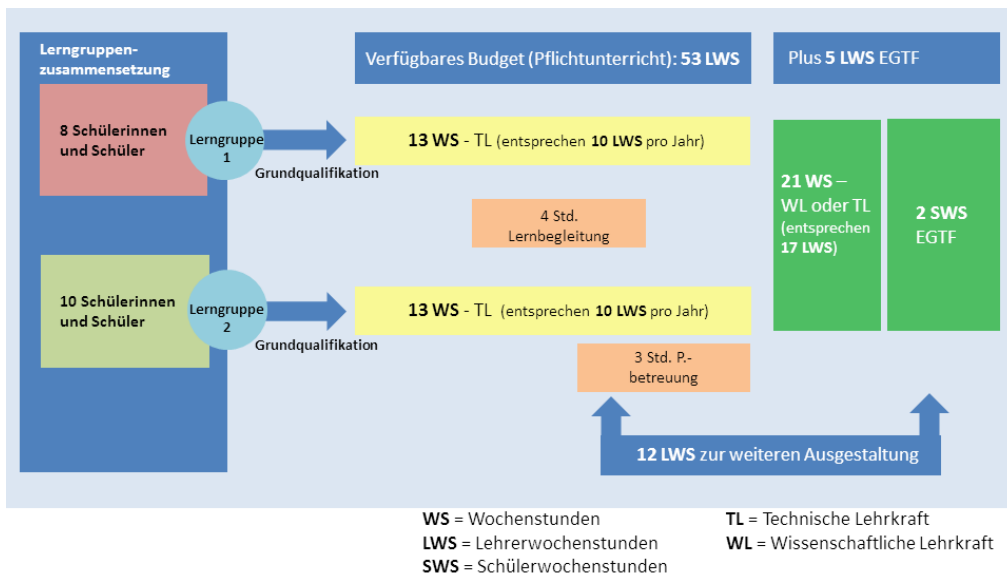 Lerngruppen-
zusammensetzung
Verfügbares Budget (Pflichtunterricht): 53 LWS
Plus 5 LWS EGTF
8 Schülerinnen
und Schüler
Lerngruppe
1
Grundqualifikation
13 WS - TL (entsprechen 10 LWS pro Jahr)
4 Std.
Lernbegleitung
21 WS –
WL oder TL
(entsprechen
17 LWS)
2 SWS
EGTF
10 Schülerinnen
und Schüler
Lerngruppe
2
Grundqualifikation
13 WS - TL (entsprechen 10 LWS pro Jahr)
3 Std. P.-
betreuung
12 LWS zur weiteren Ausgestaltung
WS = Wochenstunden
LWS = Lehrerwochenstunden
SWS = Schülerwochenstunden
TL = Technische Lehrkraft
WL = Wissenschaftliche Lehrkraft